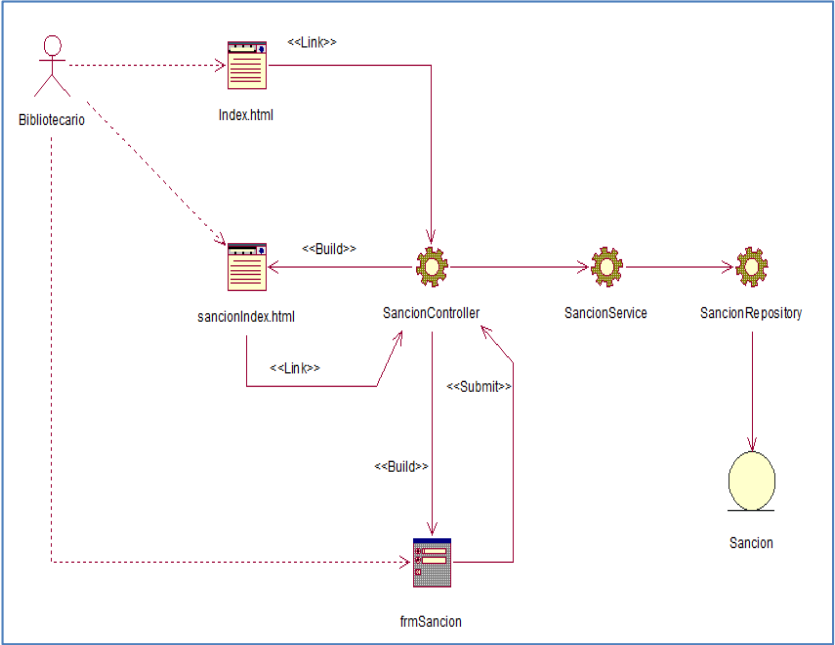 <<Link>>
Bibliotecario
Index.html
<<Build>>
sancionIndex.html
SancionController
SancionService
SancionRepository
<<Link>>
<<Submit>>
<<Build>>
Sancion
frmSancion